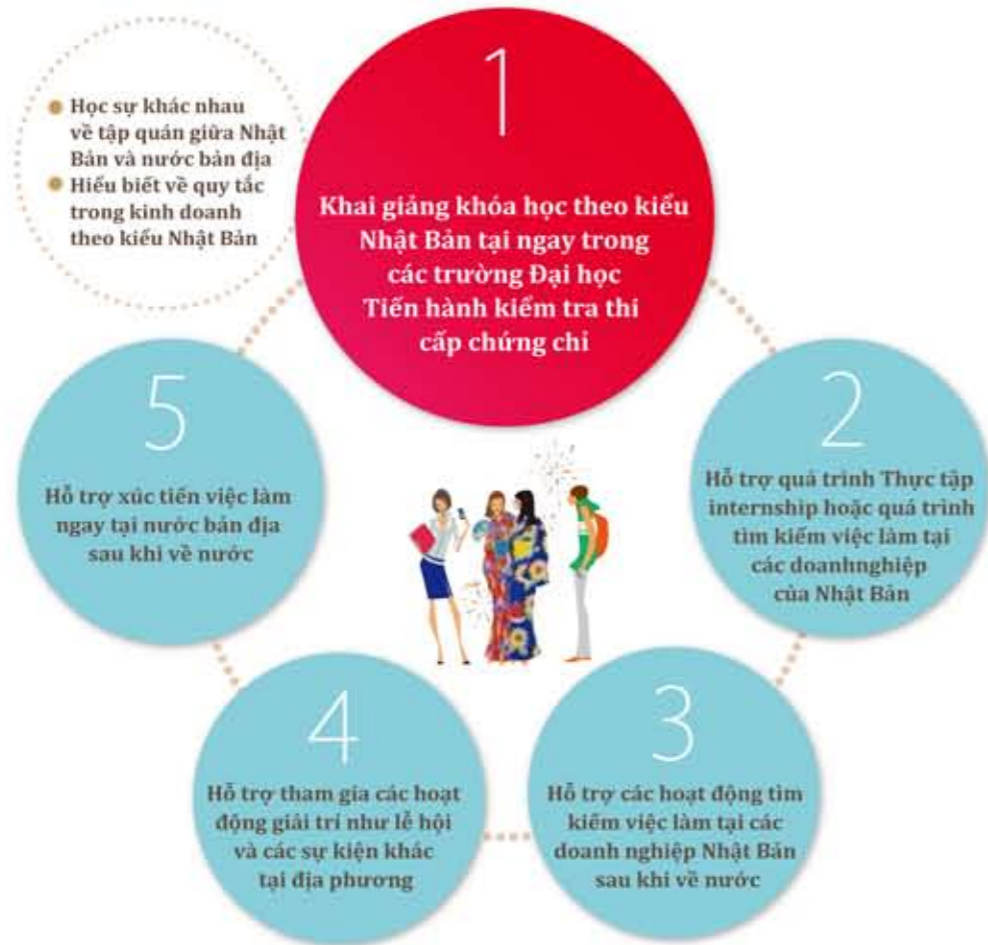 1
Khai giảng khóa học theo kiểu
Nhật Bản tại ngay trong
các trường Đại học
Tiến hành kiểm tra thi
cấp chứng chỉ
Học sự khác nhau
về tập quán giữa Nhật
Bản và nước bản địa
Hiểu biết về quy tắc
trong kinh doanh
theo kiểu Nhật Bản
2
Hỗ trợ quá trình Thực tập
internship hoặc quá trình
tìm kiếm việc làm tại
các doanhnghiệp
của Nhật Bản
3
Hỗ trợ các hoạt động tìm
kiếm việc làm tại các
doanh nghiệp Nhật Bản
sau khi về nước
4
Hỗ trợ tham gia các hoạt
động giải trí như lễ hội
và các sự kiện khác
tại địa phương
5
Hỗ trợ xúc tiến việc làm
ngay tại nước bản địa
sau khi về nước